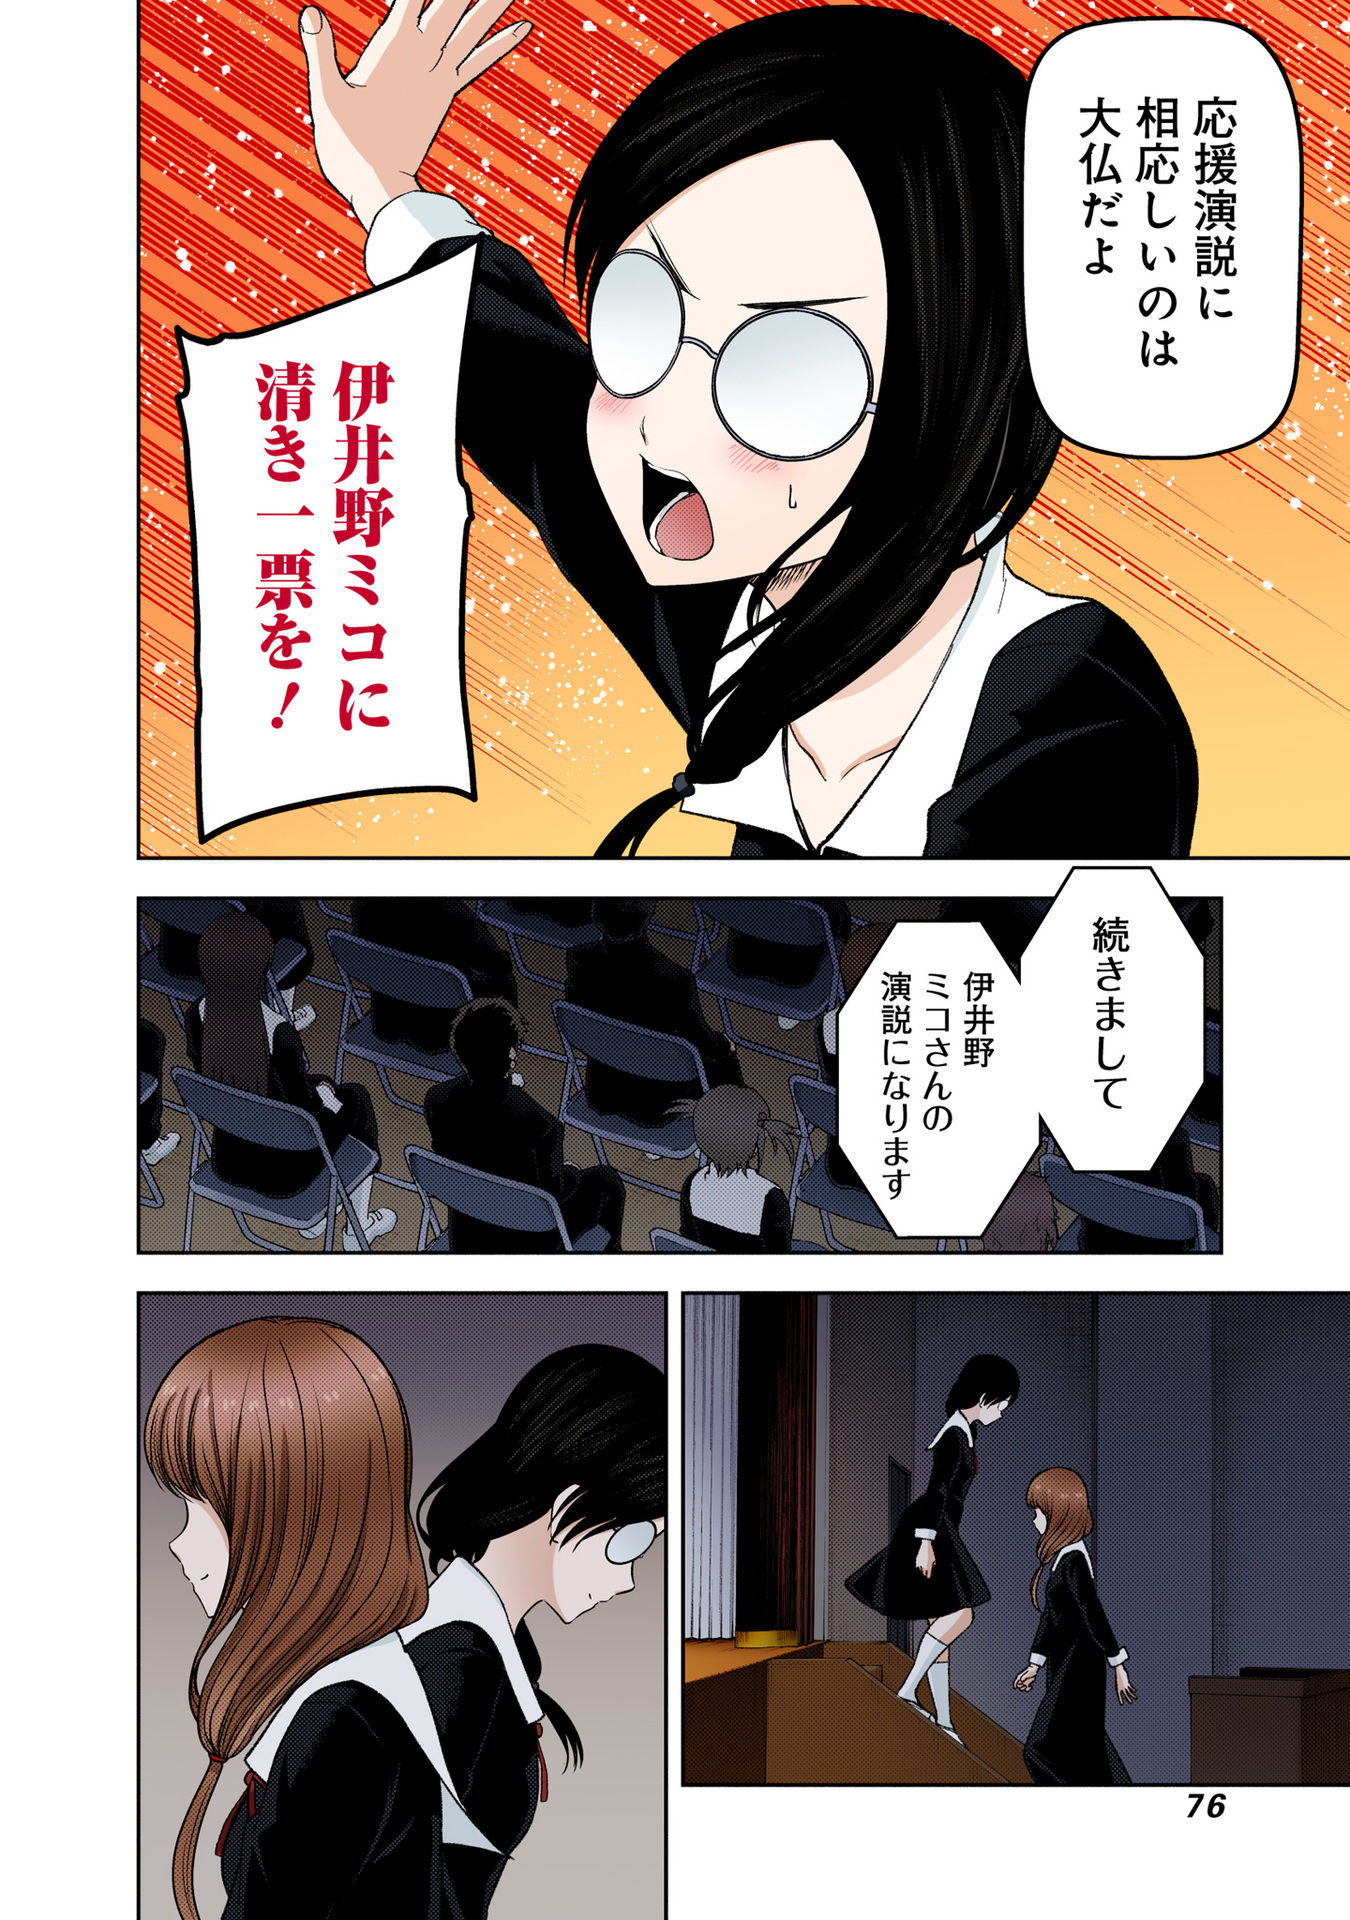 応援演説に
相応しいのは
大仏だよ
伊井野ミコに
清き一票を！
続きまして
伊井野
ミコさんの
演説になります
76